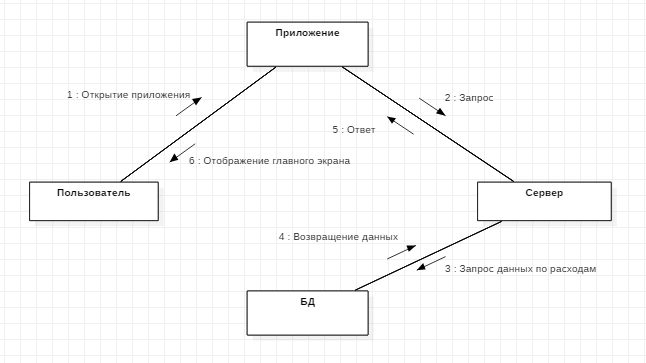 Приложение
1 : Открытие приложения
2 : Запрос
5 : Ответ
6 : Отображение главного экрана
Пользователь
Сервер
4 : Возвращение данных
3 : Запрос данных по расходам
БД